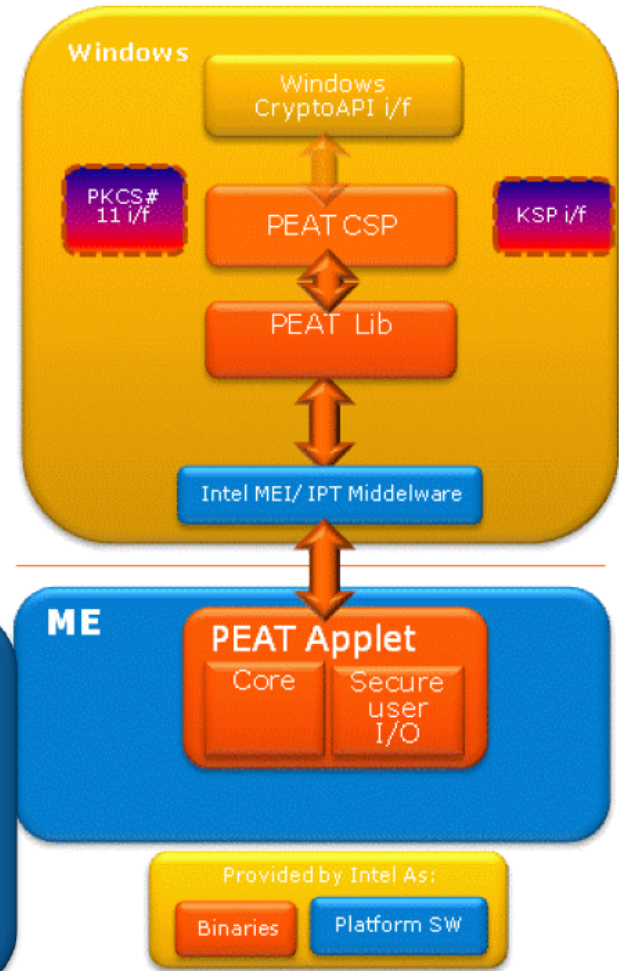 Windows
Windows
CryptoAPI i/f
PKCS#
11 i/f
PEAT CSP
KSP i/f
PEAT Lib
Intel MEI/ IPT Middelware
ME
PEAT Applet
Core
Secure
user
I/O
Provided by Intel As:
Binaries
Platform SW